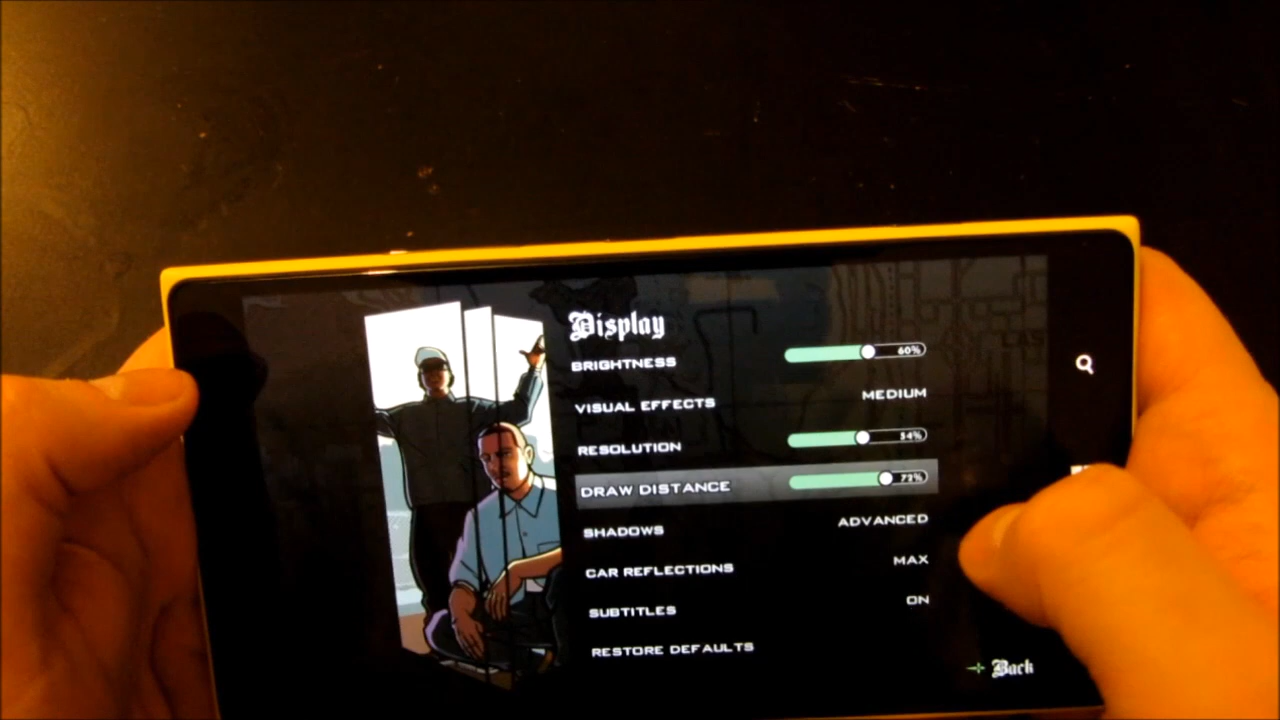 Display
BRIGHTNESS 60%
VISUAL EFFECTS MEDIUM
RESOLUTION 54%
DRAW DISTANCE 72%
SHADOWS ADVANCED
CAR REFLECTIONS MAX
SUBTITLES ON
RESTORE DEFAULTS
Back